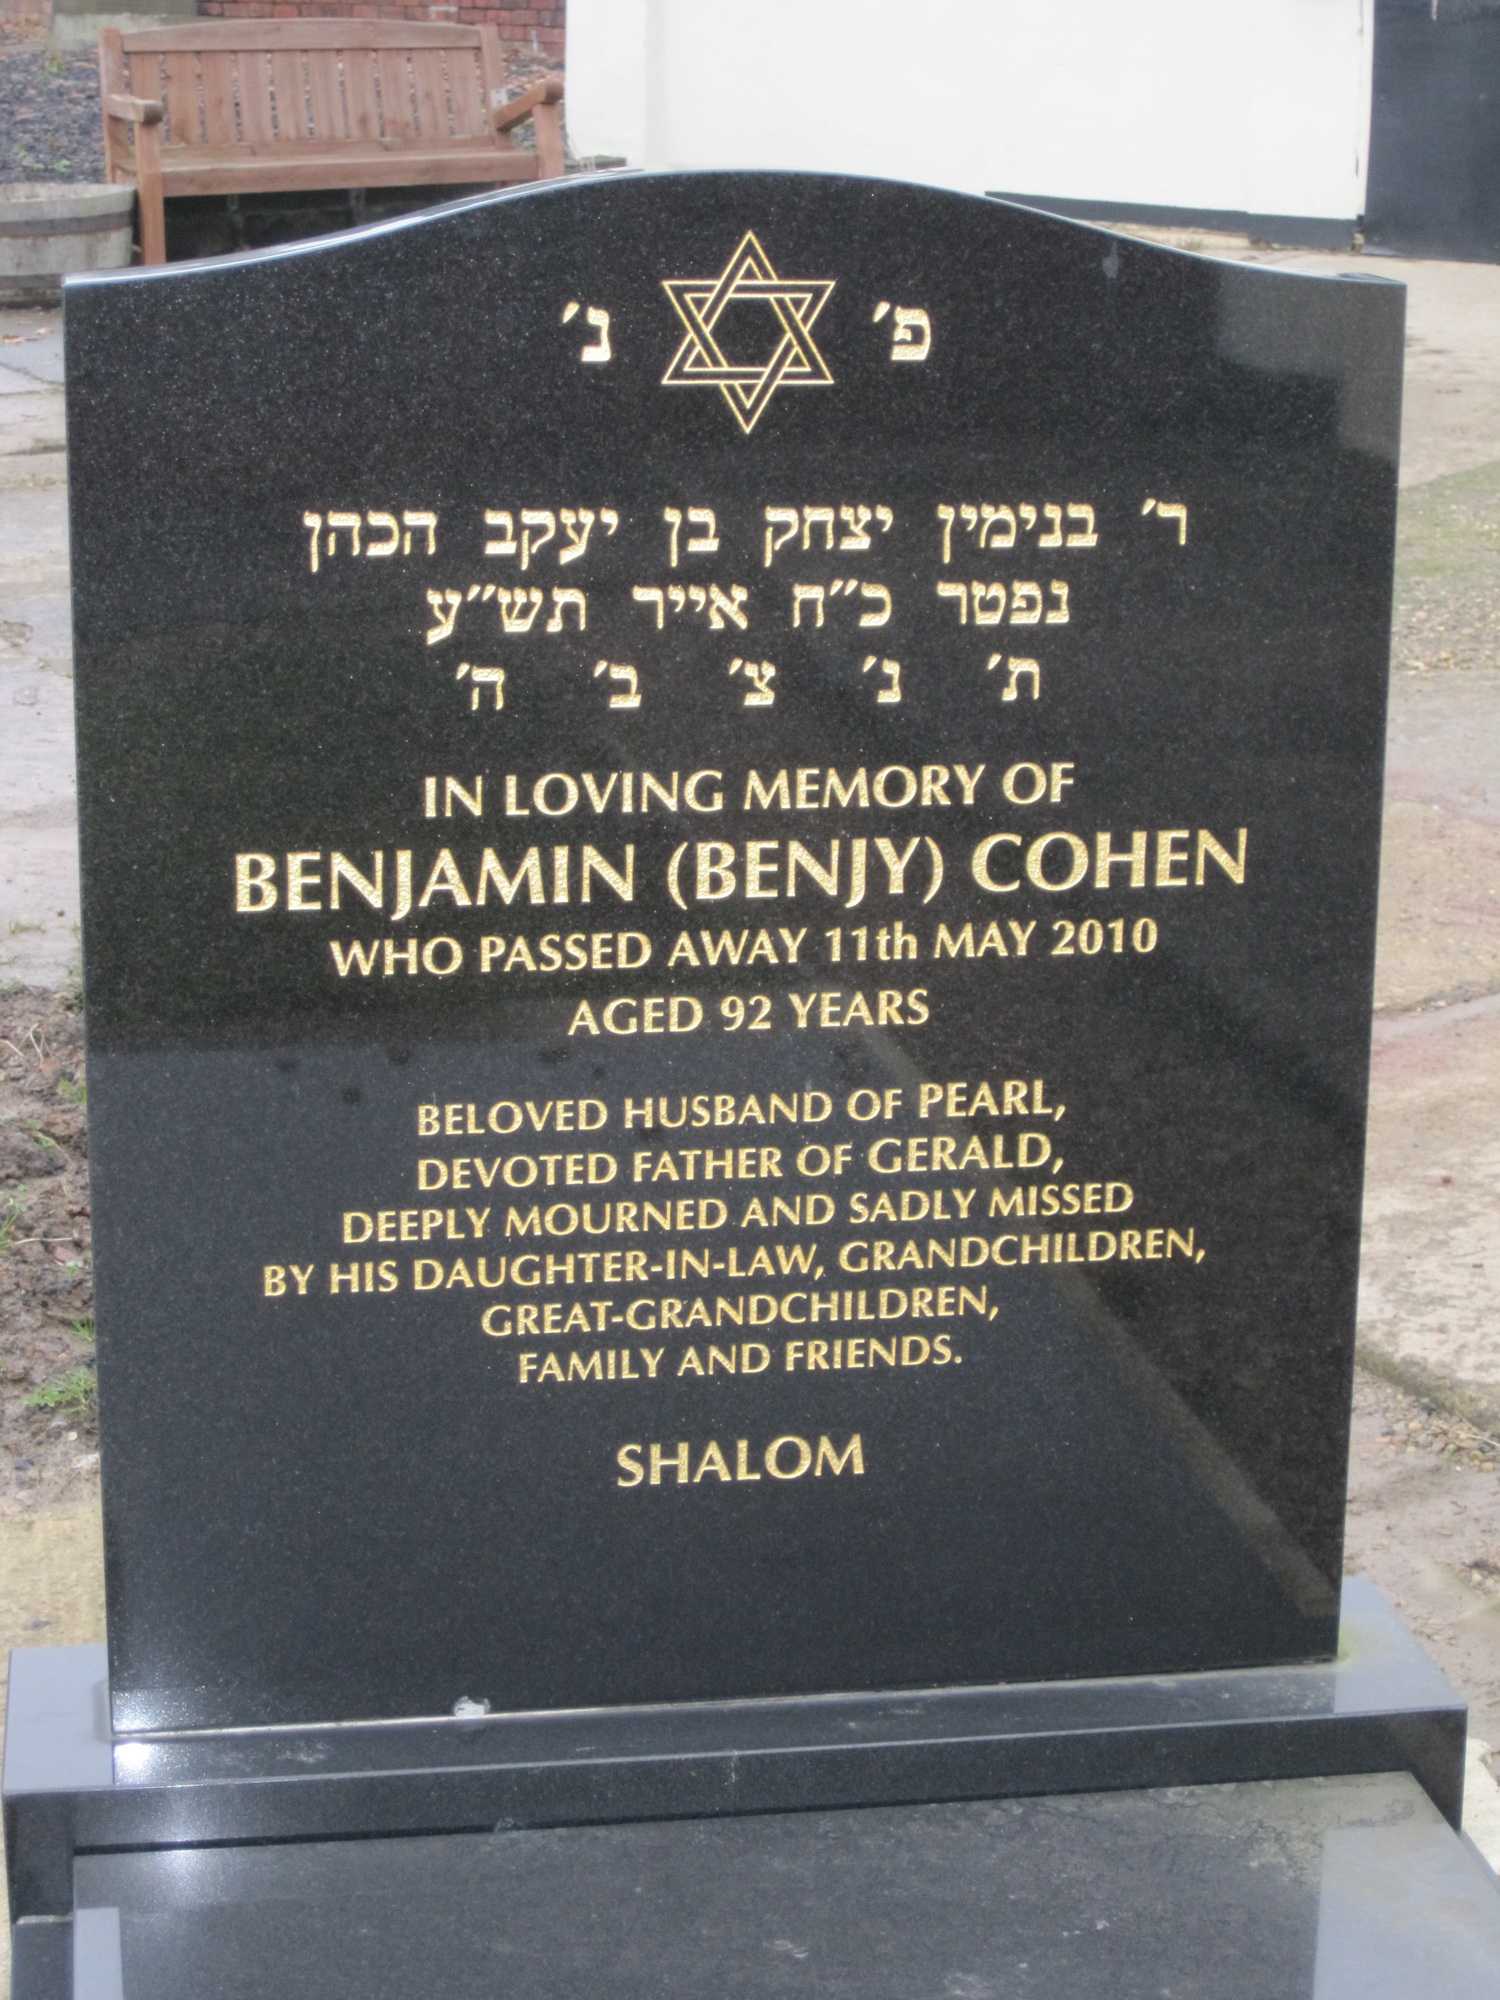 פ׳ נ׳
ר׳ בנימין יצחק בן יעקב הכהן
נפטר כ״ח אייר תש״ע
ת׳ נ׳ צ׳ ב׳ ה׳
IN LOVING MEMORY OF
BENJAMIN (BENJY) COHEN
WHO PASSED AWAY 11th MAY 2010
AGED 92 YEARS
BELOVED HUSBAND OF PEARL,
DEVOTED FATHER OF GERALD,
DEEPLY MOURNED AND SADLY MISSED
BY HIS DAUGHTER-IN-LAW, GRANDCHILDREN,
GREAT-GRANDCHILDREN,
FAMILY AND FRIENDS.
SHALOM